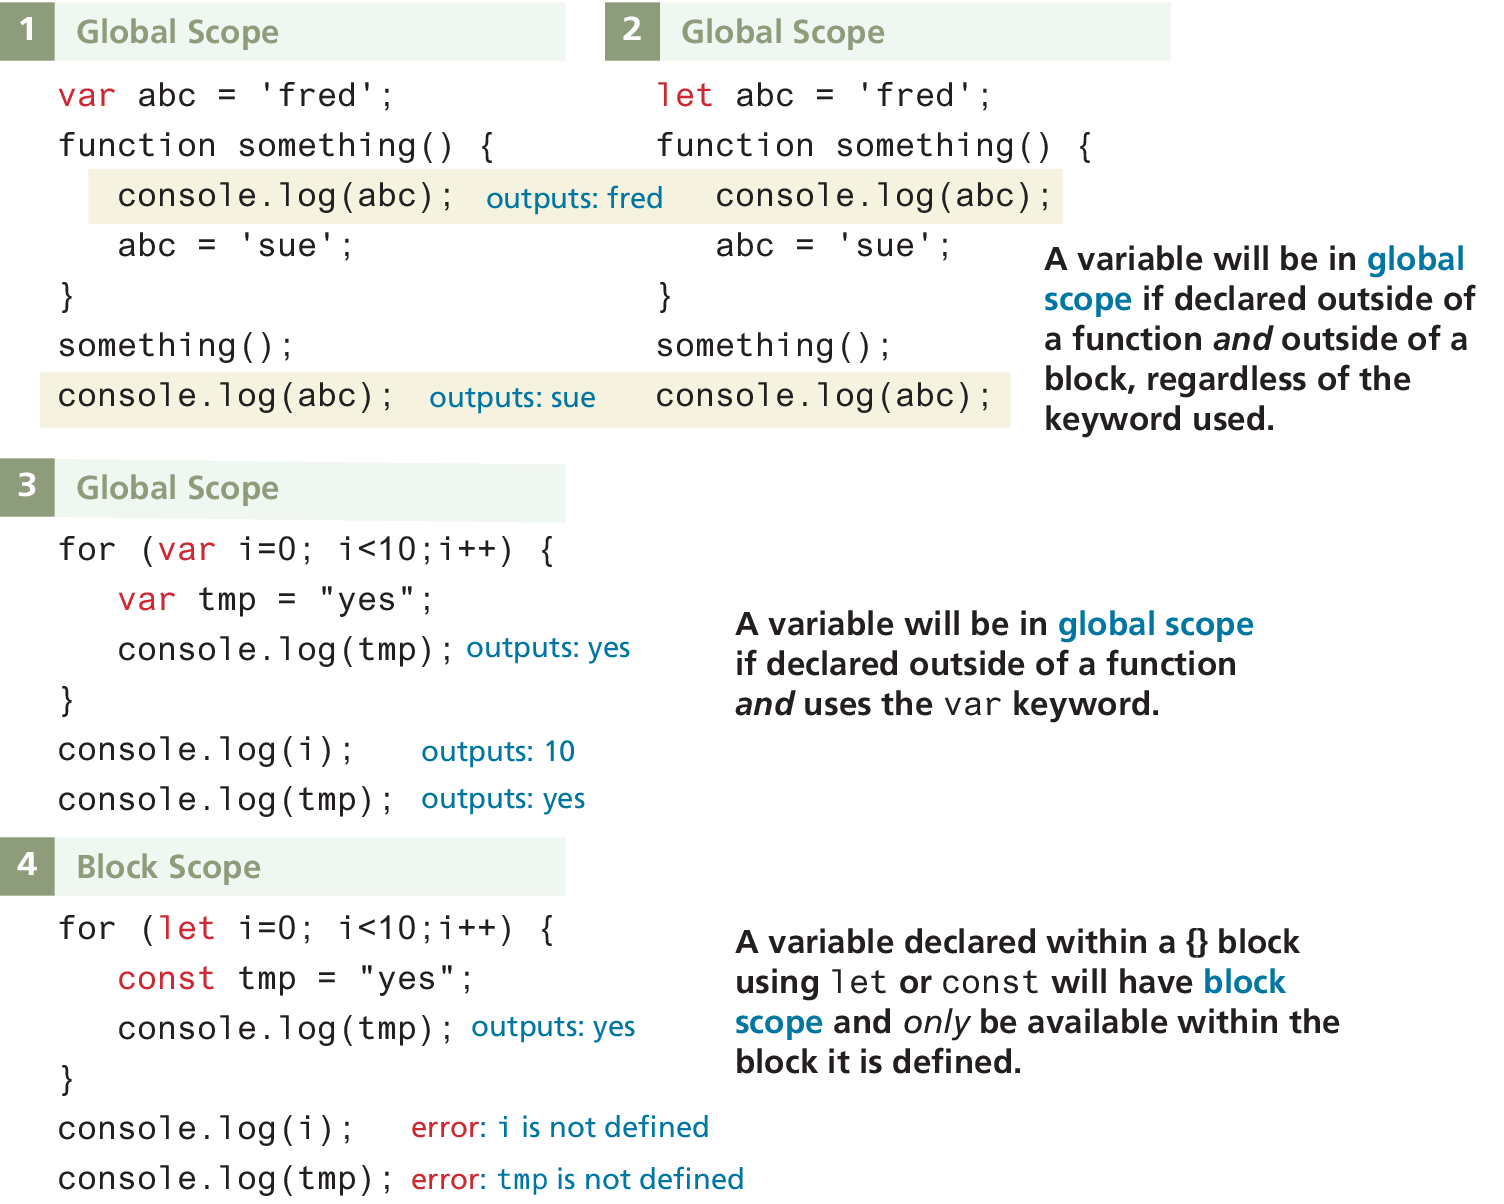 1 Global Scope
var abc = 'fred';
function something() {
console.log(abc); outputs: fred
abc = 'sue';
}
something();
console.log(abc); outputs: sue
2 Global Scope
let abc = 'fred';
function something() {
console.log(abc);
abc = 'sue';
}
something();
console.log(abc);
A variable will be in global
scope if declared outside of
a function and outside of a
block, regardless of the
keyword used.
3 Global Scope
for (var i=0; i<10;i++) {
var tmp = "yes";
console.log(tmp); outputs: yes
}
console.log(i); outputs: 10
console.log(tmp); outputs: yes
A variable will be in global scope
if declared outside of a function
and uses the var keyword.
4 Block Scope
for (let i=0; i<10;i++) {
const tmp = "yes";
console.log(tmp); outputs: yes
}
console.log(i); error: i is not defined
console.log(tmp); error: tmp is not defined
A variable declared within a {} block
using let or const will have block
scope and only be available within the
block it is defined.